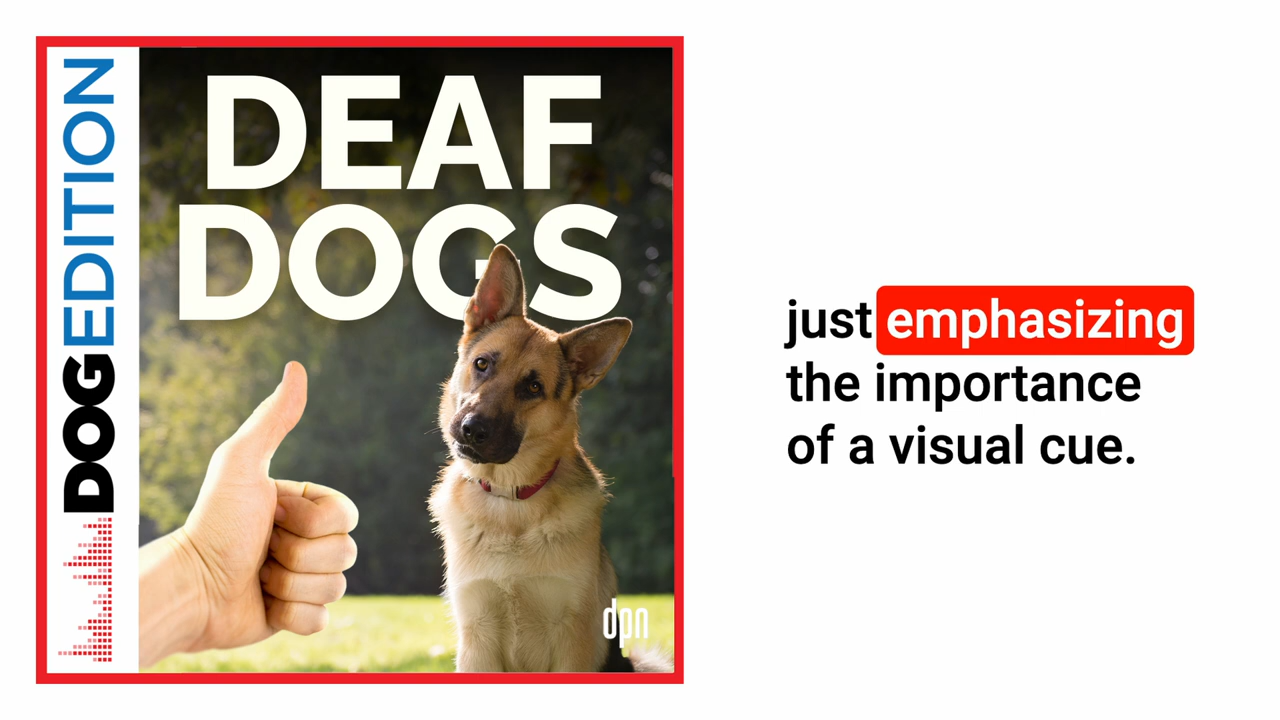 DOGEDITION
DEAF
DOGS
dpn
just emphasizing
the importance
of a visual cue.